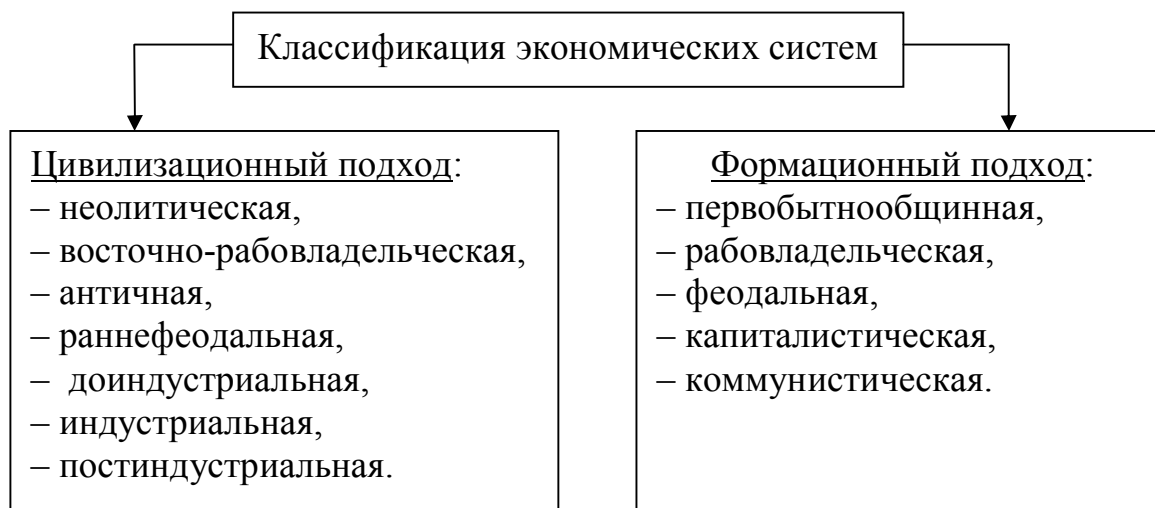 Классификация экономических систем
Цивилизационный подход:
– неолитическая,
– восточно-рабовладельческая,
– античная,
– раннефеодальная,
– доиндустриальная,
– индустриальная,
– постиндустриальная.
Формационный подход:
– первобытнообщинная,
– рабовладельческая,
– феодальная,
– капиталистическая,
– коммунистическая.